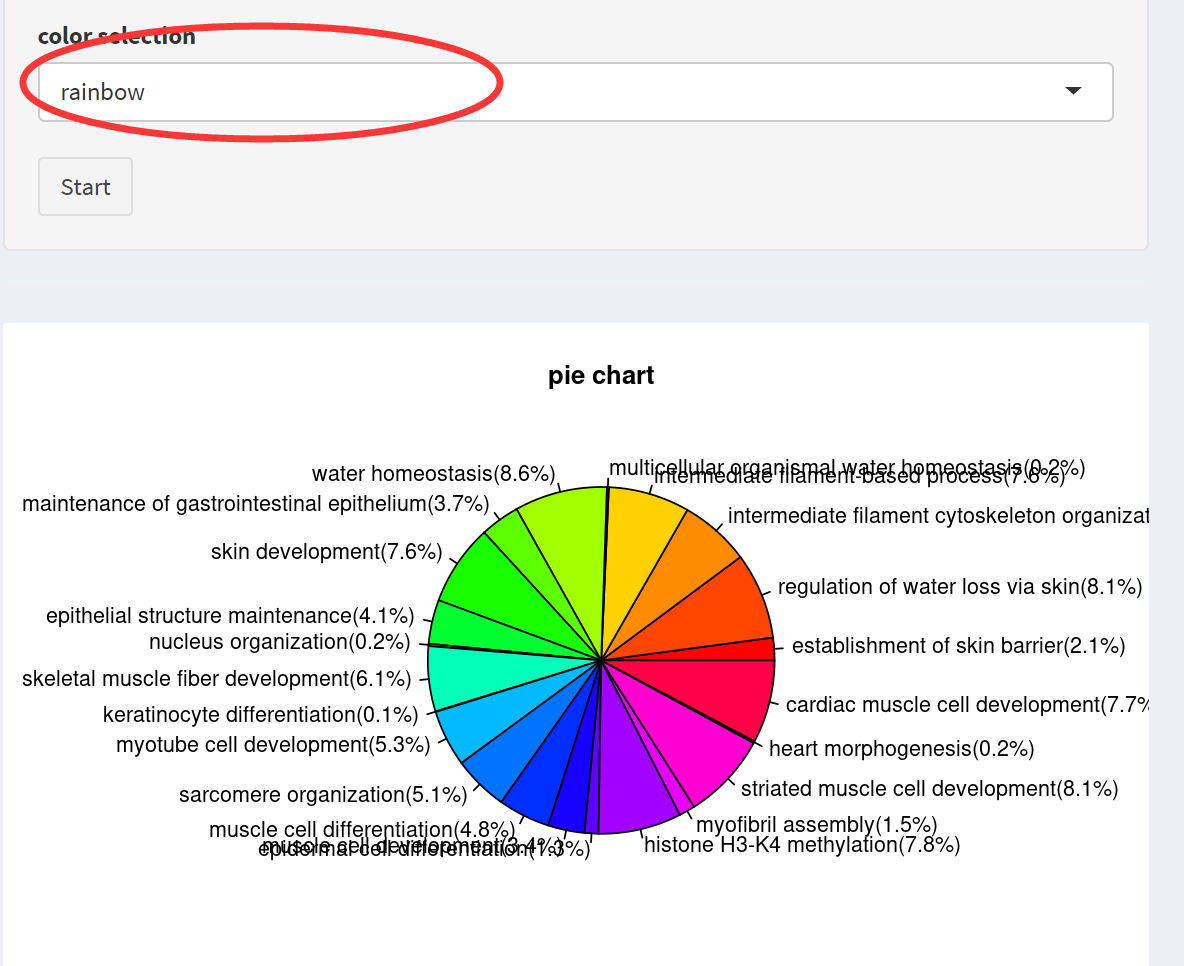 color selection
rainbow
Start
pie chart
water homeostasis(8.6%)
multicellular organismal water homeostasis(0.2%)
intermediate filament-based process(7.6%)
maintenance of gastrointestinal epithelium(3.7%)
intermediate filament cytoskeleton organizat
skin development(7.6%)
regulation of water loss via skin(8.1%)
epithelial structure maintenance(4.1%)
nucleus organization(0.2%)
establishment of skin barrier(2.1%)
skeletal muscle fiber development(6.1%)
cardiac muscle cell development(7.7%
keratinocyte differentiation(0.1%)
myotube cell development(5.3%)
heart morphogenesis(0.2%)
sarcomere organization(5.1%)
striated muscle cell development(8.1%)
muscle cell differentiation(4.8%)
myofibril assembly(1.5%)
muscle cell development(3.4%)
epidermal cell differentiation(1.3%)
histone H3-K4 methylation(7.8%)